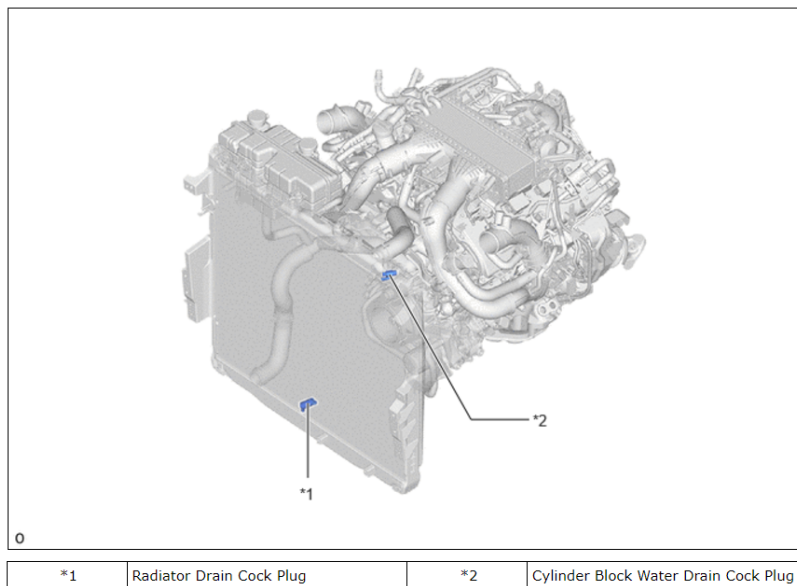 *2
*1
O
*1 Radiator Drain Cock Plug *2 Cylinder Block Water Drain Cock Plug